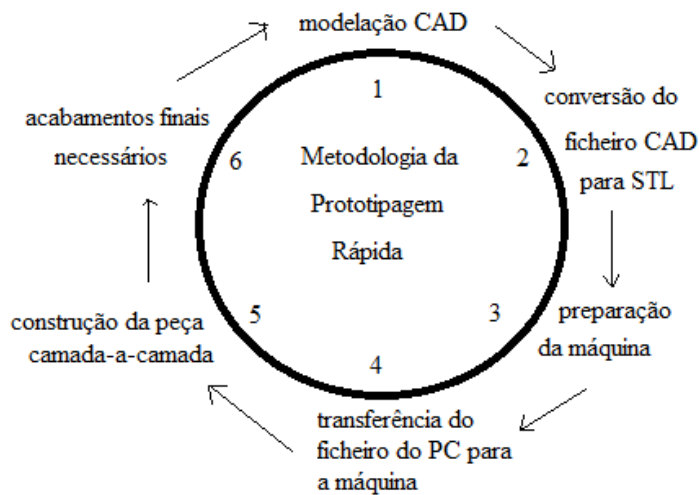 modelação CAD
1
conversão do
ficheiro CAD
para STL
2
preparação
da máquina
3
transferência do
ficheiro do PC para
a máquina
4
construção da peça
camada-a-camada
5
acabamentos finais
necessários
6
Metodologia da
Prototipagem
Rápida